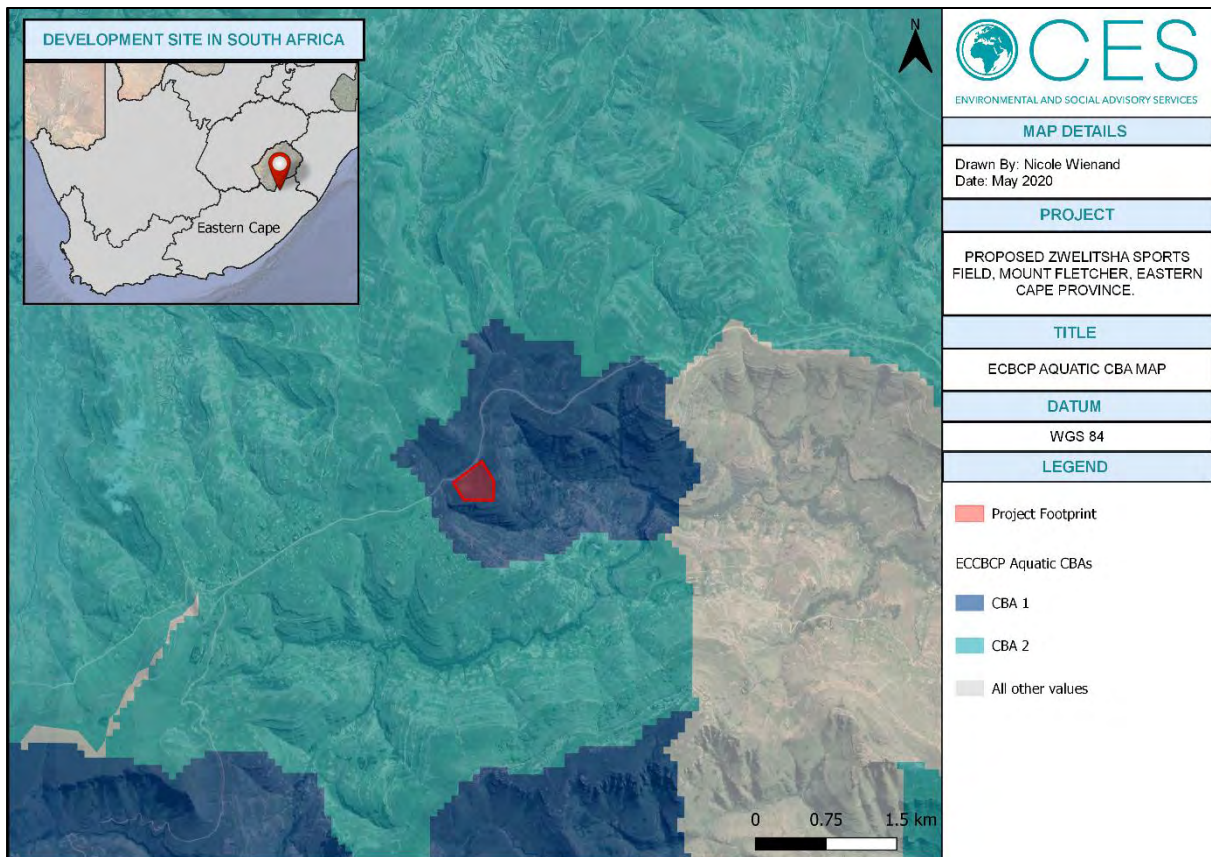 DEVELOPMENT SITE IN SOUTH AFRICA
Eastern Cape
N
0 0.75 1.5 km
CES
ENVIRONMENTAL AND SOCIAL ADVISORY SERVICES
MAP DETAILS
Drawn By: Nicole Wienand
Date: May 2020
PROJECT
PROPOSED ZWELITSHA SPORTS
FIELD, MOUNT FLETCHER, EASTERN
CAPE PROVINCE.
TITLE
ECBCP AQUATIC CBA MAP
DATUM
WGS 84
LEGEND
Project Footprint
ECCBCP Aquatic CBAs
CBA 1
CBA 2
All other values